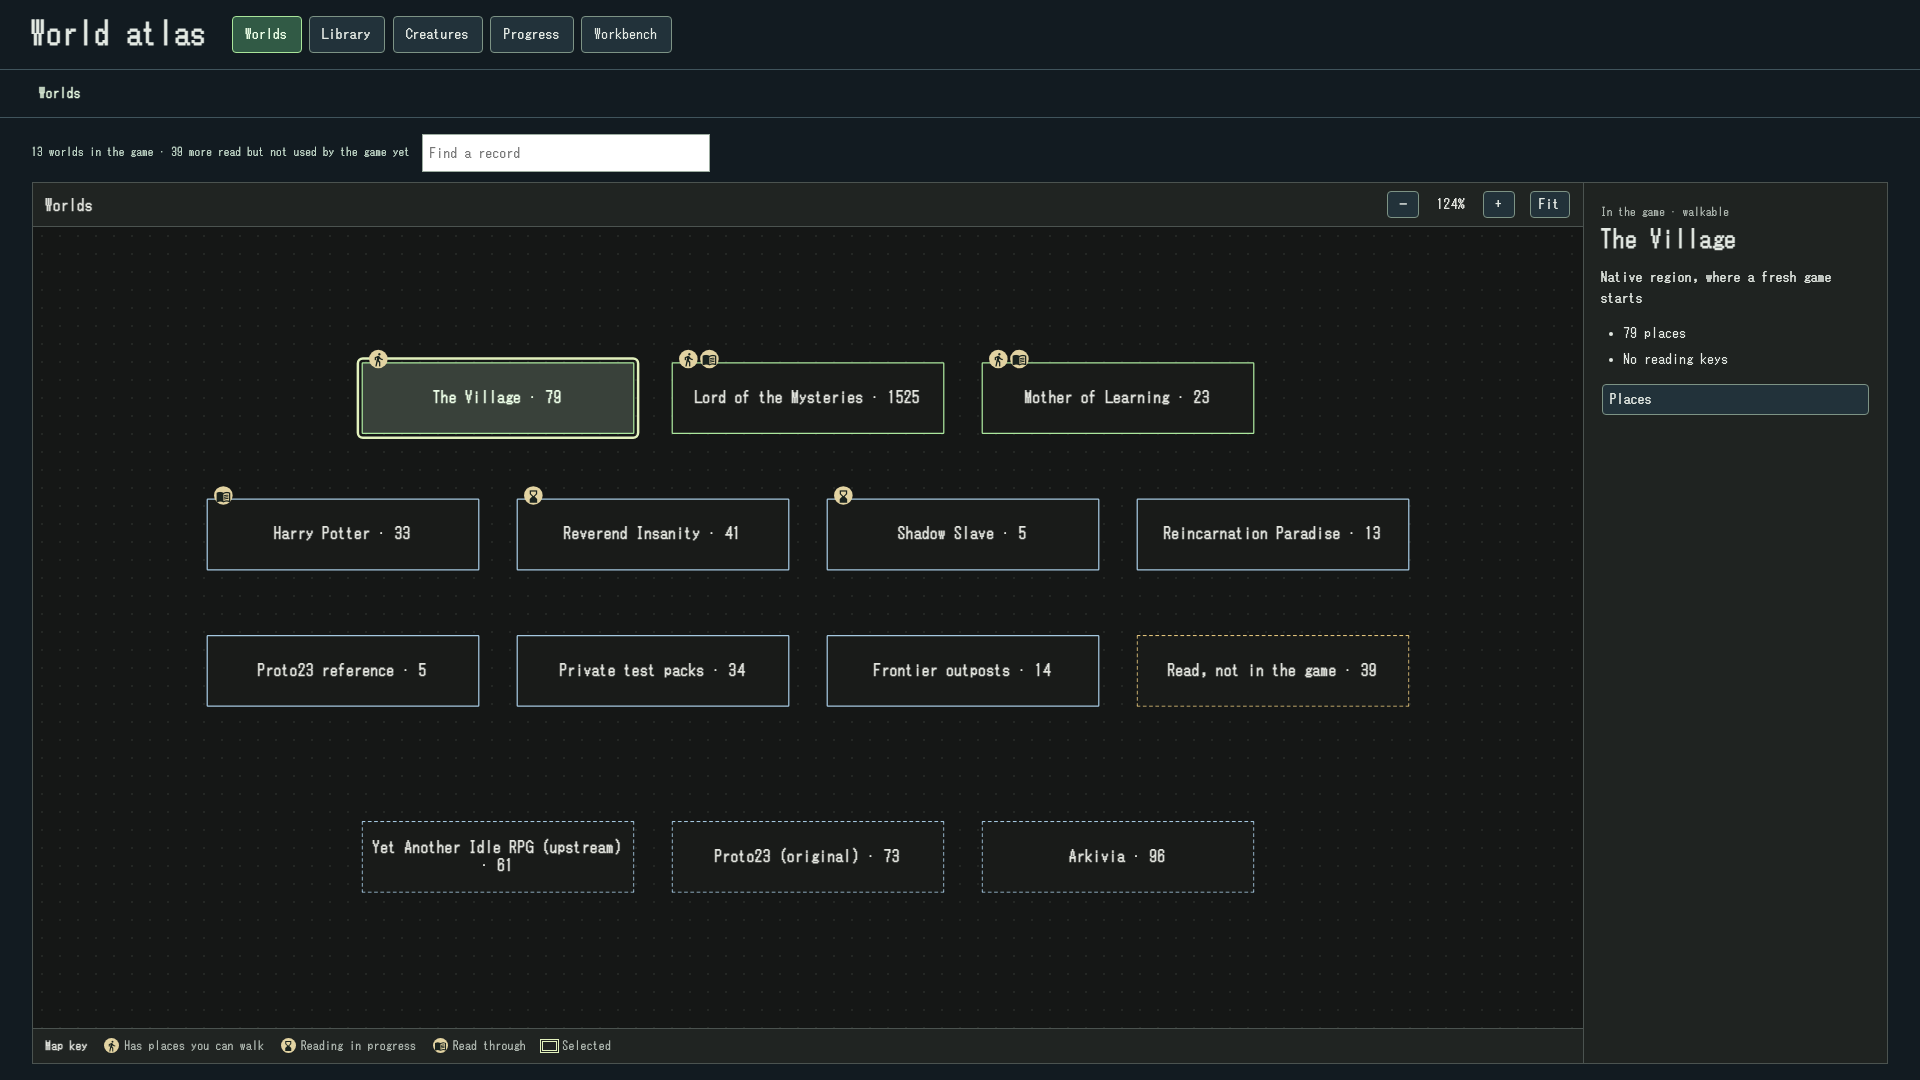 World atlas
Worlds
Library
Creatures
Progress
Workbench
Worlds
13 worlds in the game · 39 more read but not used by the game yet
Find a record
Worlds
−
124%
+
Fit
The Village · 79
Lord of the Mysteries · 1525
Mother of Learning · 23
Harry Potter · 33
Reverend Insanity · 41
Shadow Slave · 5
Reincarnation Paradise · 13
Proto23 reference · 5
Private test packs · 34
Frontier outposts · 14
Read, not in the game · 39
Yet Another Idle RPG (upstream)
· 61
Proto23 (original) · 73
Arkivia · 96
Map key
Has places you can walk
Reading in progress
Read through
Selected
In the game · walkable
The Village
Native region, where a fresh game
starts
• 79 places
• No reading keys
Places